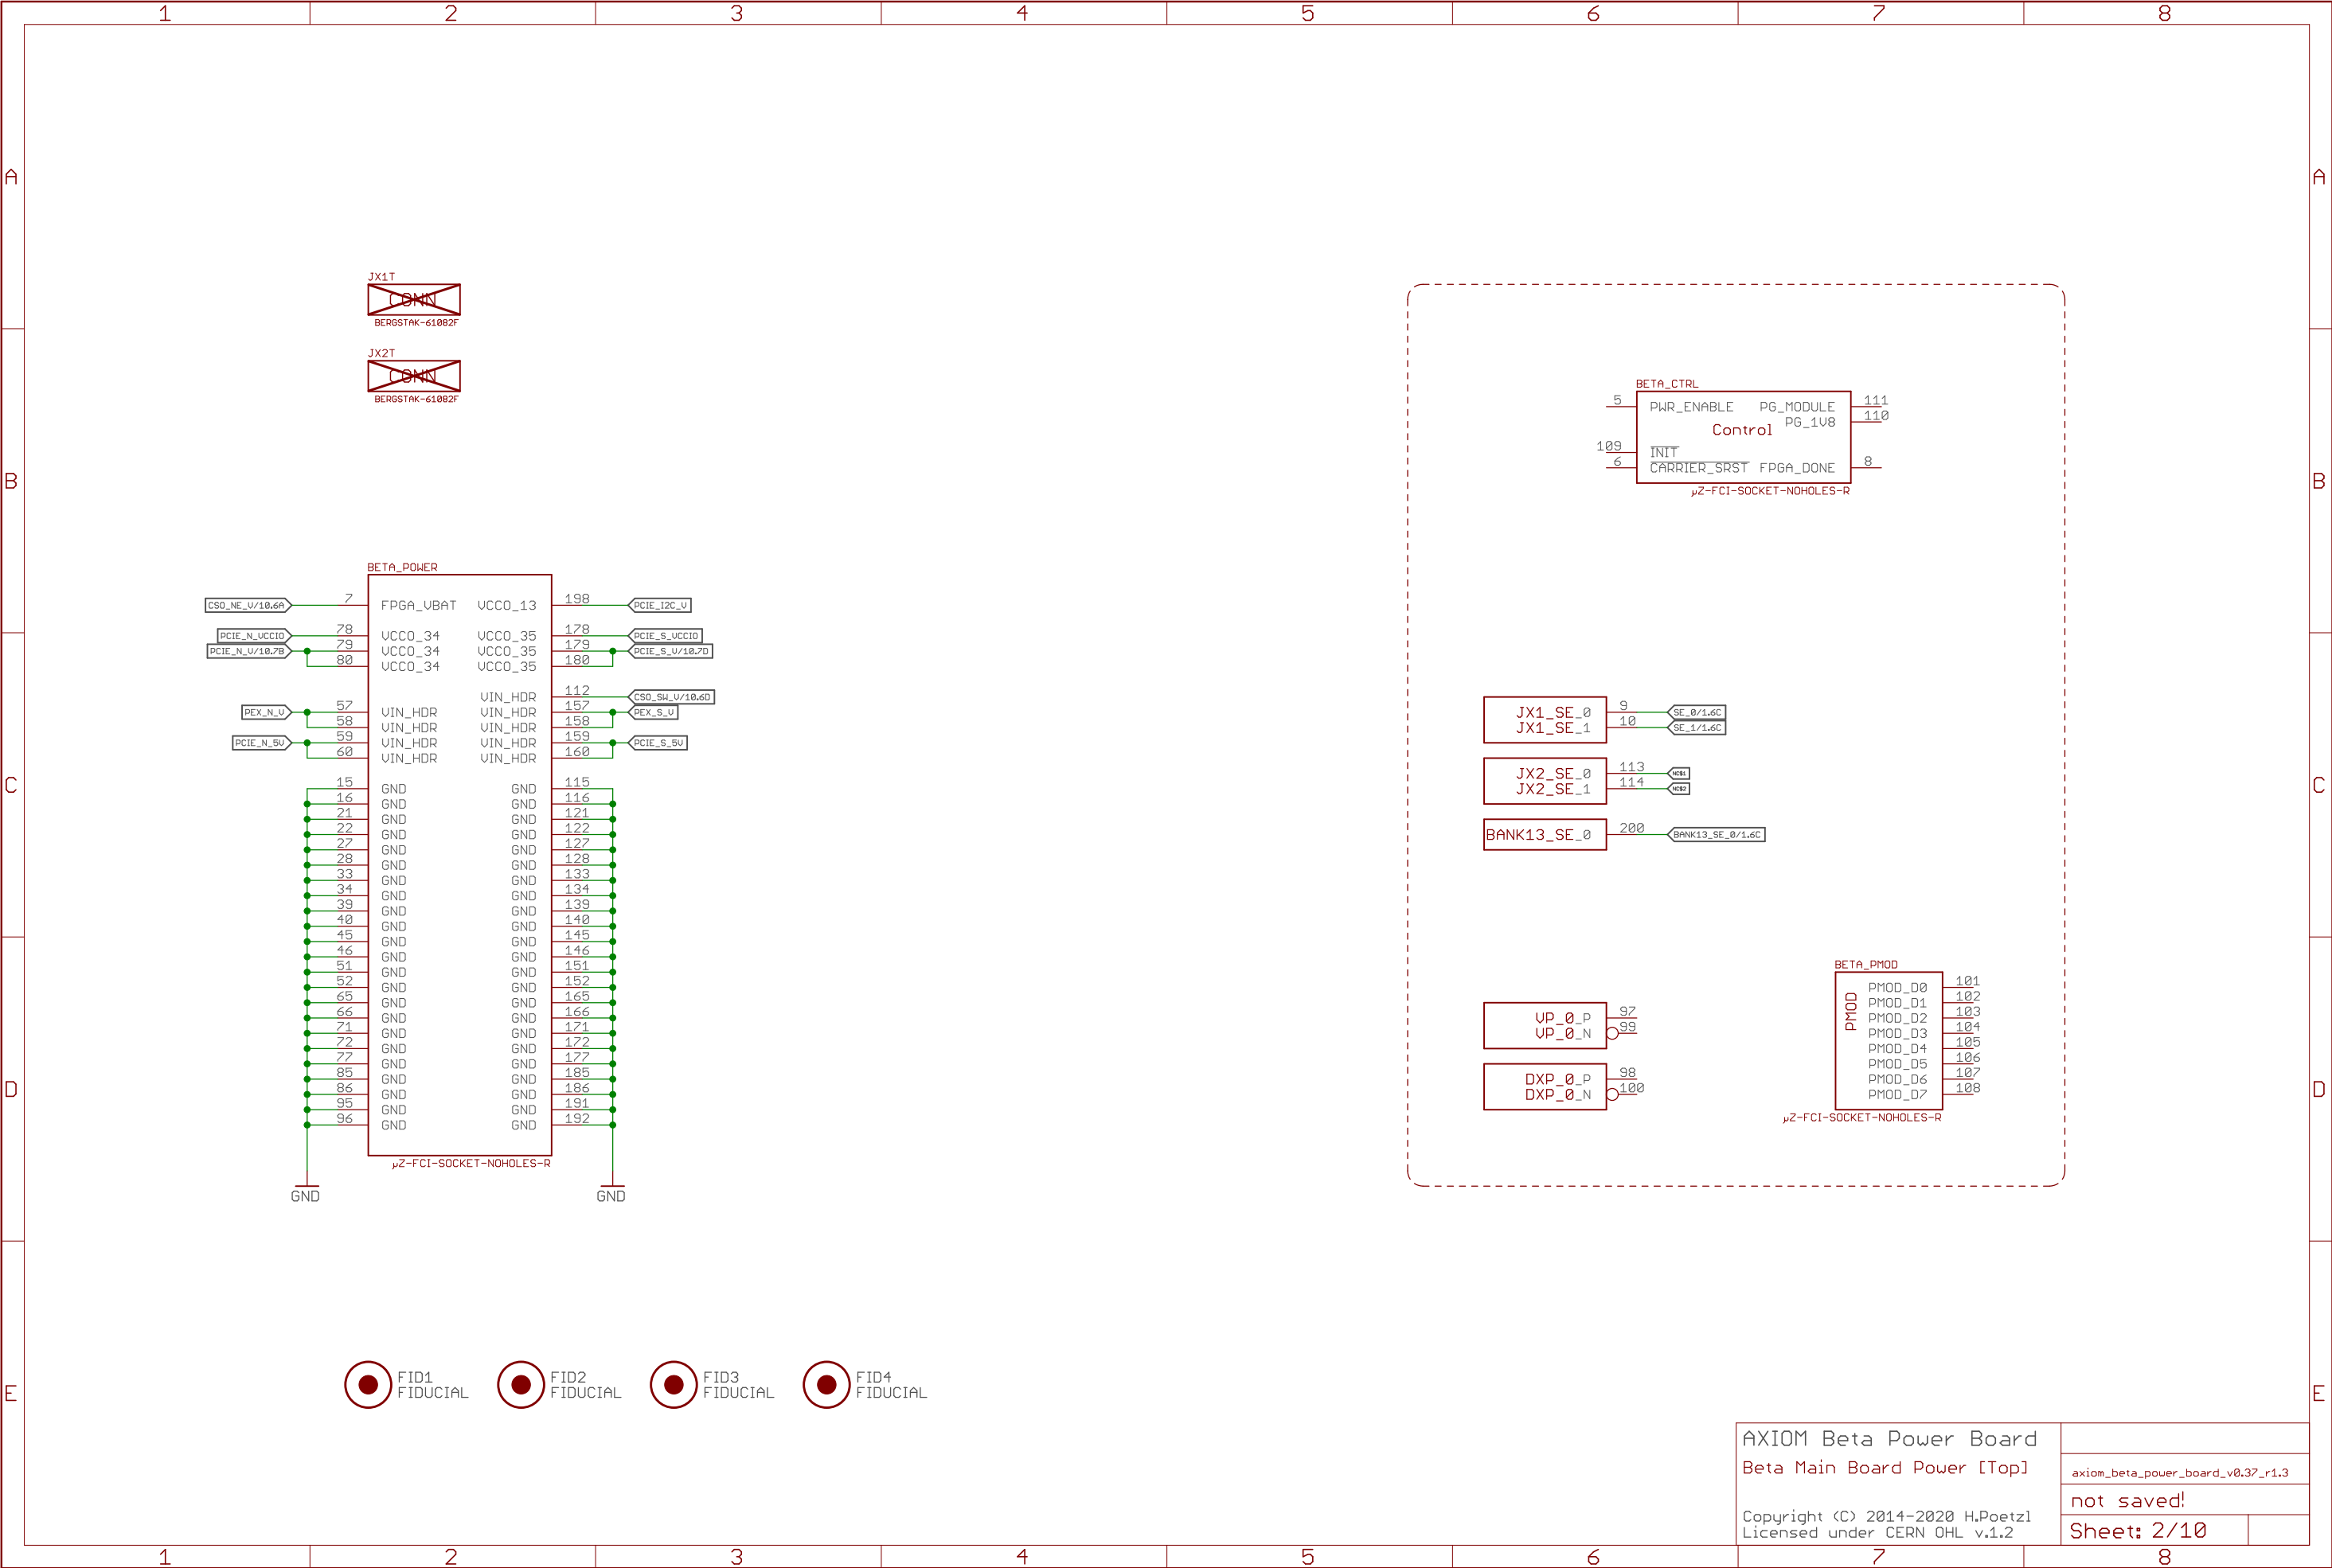 1 2 3 4 5 6 7 8
A A
B B
C C
D D
E E
JX1T
CONN
BERGSTAK-61082F
JX2T
CONN
BERGSTAK-61082F
BETA_POWER
CSO_NE_V/10.6A 7 FPGA_VBAT VCCO_13 198 PCIE_I2C_V
PCIE_N_VCCIO 78 VCCO_34 VCCO_35 178 PCIE_S_VCCIO
PCIE_N_V/10.7B 79 VCCO_34 VCCO_35 179 PCIE_S_V/10.7D
80 VCCO_34 VCCO_35 180
VIN_HDR 112 CSO_SW_V/10.6D
PEX_N_V 57 VIN_HDR VIN_HDR 157 PEX_S_V
58 VIN_HDR VIN_HDR 158
PCIE_N_5V 59 VIN_HDR VIN_HDR 159 PCIE_S_5V
60 VIN_HDR VIN_HDR 160
15 GND GND 115
16 GND GND 116
21 GND GND 121
22 GND GND 122
27 GND GND 127
28 GND GND 128
33 GND GND 133
34 GND GND 134
39 GND GND 139
40 GND GND 140
45 GND GND 145
46 GND GND 146
51 GND GND 151
52 GND GND 152
65 GND GND 165
66 GND GND 166
71 GND GND 171
72 GND GND 172
77 GND GND 177
85 GND GND 185
86 GND GND 186
95 GND GND 191
96 GND GND 192
µZ-FCI-SOCKET-NOHOLES-R
GND GND
BETA_CTRL
5 PWR_ENABLE PG_MODULE 111
PG_1V8 110
Control
109 INIT
6 CARRIER_SRST FPGA_DONE 8
µZ-FCI-SOCKET-NOHOLES-R
JX1_SE_0 9 SE_0/1.6C
JX1_SE_1 10 SE_1/1.6C
JX2_SE_0 113 NC$1
JX2_SE_1 114 NC$2
BANK13_SE_0 200 BANK13_SE_0/1.6C
VP_0_P 97
VP_0_N 99
DXP_0_P 98
DXP_0_N 100
BETA_PMOD
PMOD
PMOD_D0 101
PMOD_D1 102
PMOD_D2 103
PMOD_D3 104
PMOD_D4 105
PMOD_D5 106
PMOD_D6 107
PMOD_D7 108
µZ-FCI-SOCKET-NOHOLES-R
FID1
FIDUCIAL
FID2
FIDUCIAL
FID3
FIDUCIAL
FID4
FIDUCIAL
AXIOM Beta Power Board
Beta Main Board Power [Top]
Copyright (C) 2014-2020 H.Poetzl
Licensed under CERN OHL v.1.2
axiom_beta_power_board_v0.37_r1.3
not saved!
Sheet: 2/10
1 2 3 4 5 6 7 8